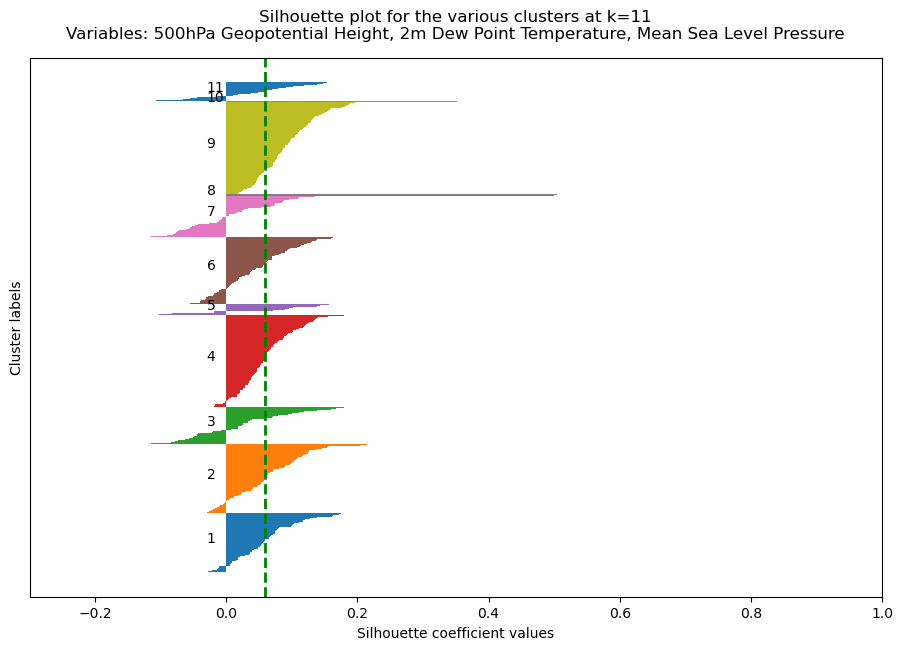 Silhouette plot for the various clusters at k=11
Variables: 500hPa Geopotential Height, 2m Dew Point Temperature, Mean Sea Level Pressure
11
10
9
8
7
6
5
4
3
2
1
Cluster labels
−0.2 0.0 0.2 0.4 0.6 0.8 1.0
Silhouette coefficient values